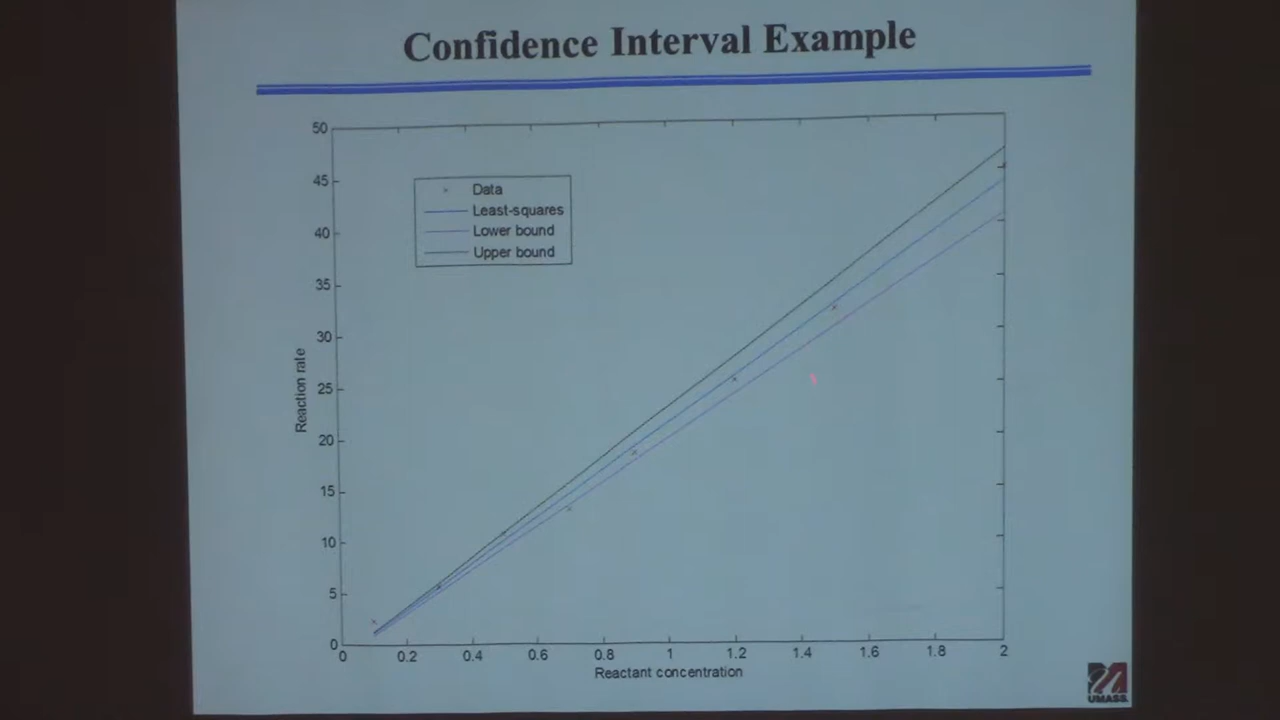 Confidence Interval Example
50
45
40
35
30
25
20
15
10
5
0
Data
Least-squares
Lower bound
Upper bound
Reaction rate
0 0.2 0.4 0.6 0.8 1 1.2 1.4 1.6 1.8 2
Reactant concentration
UMASS